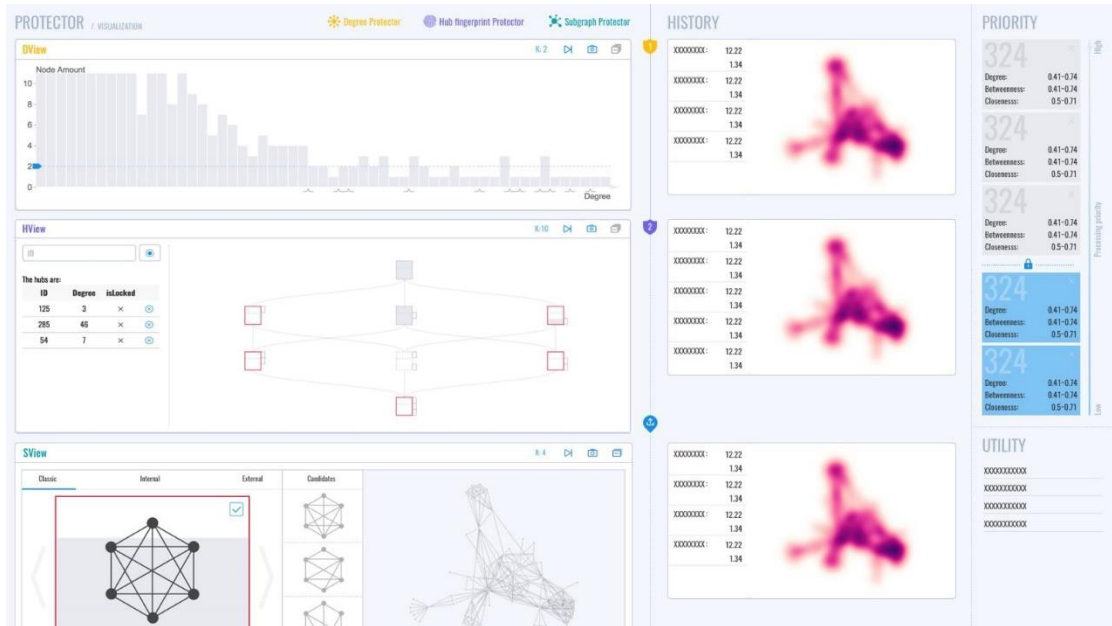 PROTECTOR / VISUALIZATION
Degree Protector
Hub fingerprint Protector
Subgraph Protector
DView
K: 2
Node Amount
10
8
6
4
2
0
Degree
HView
K:10
ID
The hubs are:
ID Degree isLocked
125 3 ×
285 46 ×
54 7 ×
SView
K: 4
Classic Internal External Candidates
HISTORY
1
XXXXXXXX: 12.22
1.34
XXXXXXXX: 12.22
1.34
XXXXXXXX: 12.22
1.34
XXXXXXXX: 12.22
1.34
2
XXXXXXXX: 12.22
1.34
XXXXXXXX: 12.22
1.34
XXXXXXXX: 12.22
1.34
XXXXXXXX: 12.22
1.34
XXXXXXXX: 12.22
1.34
XXXXXXXX: 12.22
1.34
XXXXXXXX: 12.22
1.34
XXXXXXXX: 12.22
1.34
XXXXXXXX: 12.22
1.34
XXXXXXXX: 12.22
1.34
PRIORITY
High
324
Degree: 0.41-0.74
Betweenness: 0.41-0.74
Closenesss: 0.5-0.71
324
Degree: 0.41-0.74
Betweenness: 0.41-0.74
Closenesss: 0.5-0.71
324
Degree: 0.41-0.74
Betweenness: 0.41-0.74
Closenesss: 0.5-0.71
Processing priority
324
Degree: 0.41-0.74
Betweenness: 0.41-0.74
Closenesss: 0.5-0.71
324
Degree: 0.41-0.74
Betweenness: 0.41-0.74
Closenesss: 0.5-0.71
Low
UTILITY
XXXXXXXXXXX
XXXXXXXXXXX
XXXXXXXXXXX
XXXXXXXXXXX